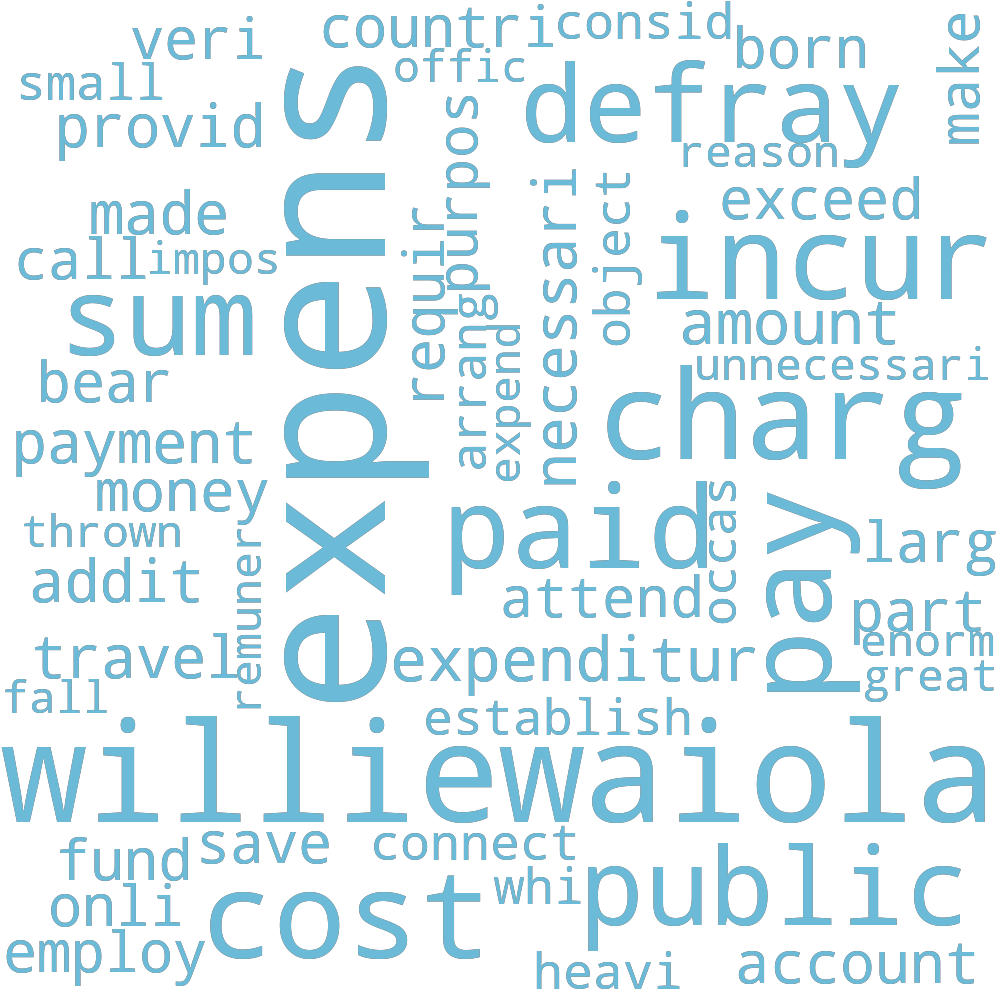 countri
consid
veri
born
make
offic
small
defray
provid
reason
expens
purpos
necessari
object
exceed
made
requir
incur
call
impos
sum
arrang
expend
amount
unnecessari
bear
charg
payment
money
paid
occas
pay
thrown
remuner
larg
addit
attend
part
enorm
travel
expenditur
great
fall
establish
williewaiola
fund
save
connect
public
whi
onli
cost
employ
heavi
account